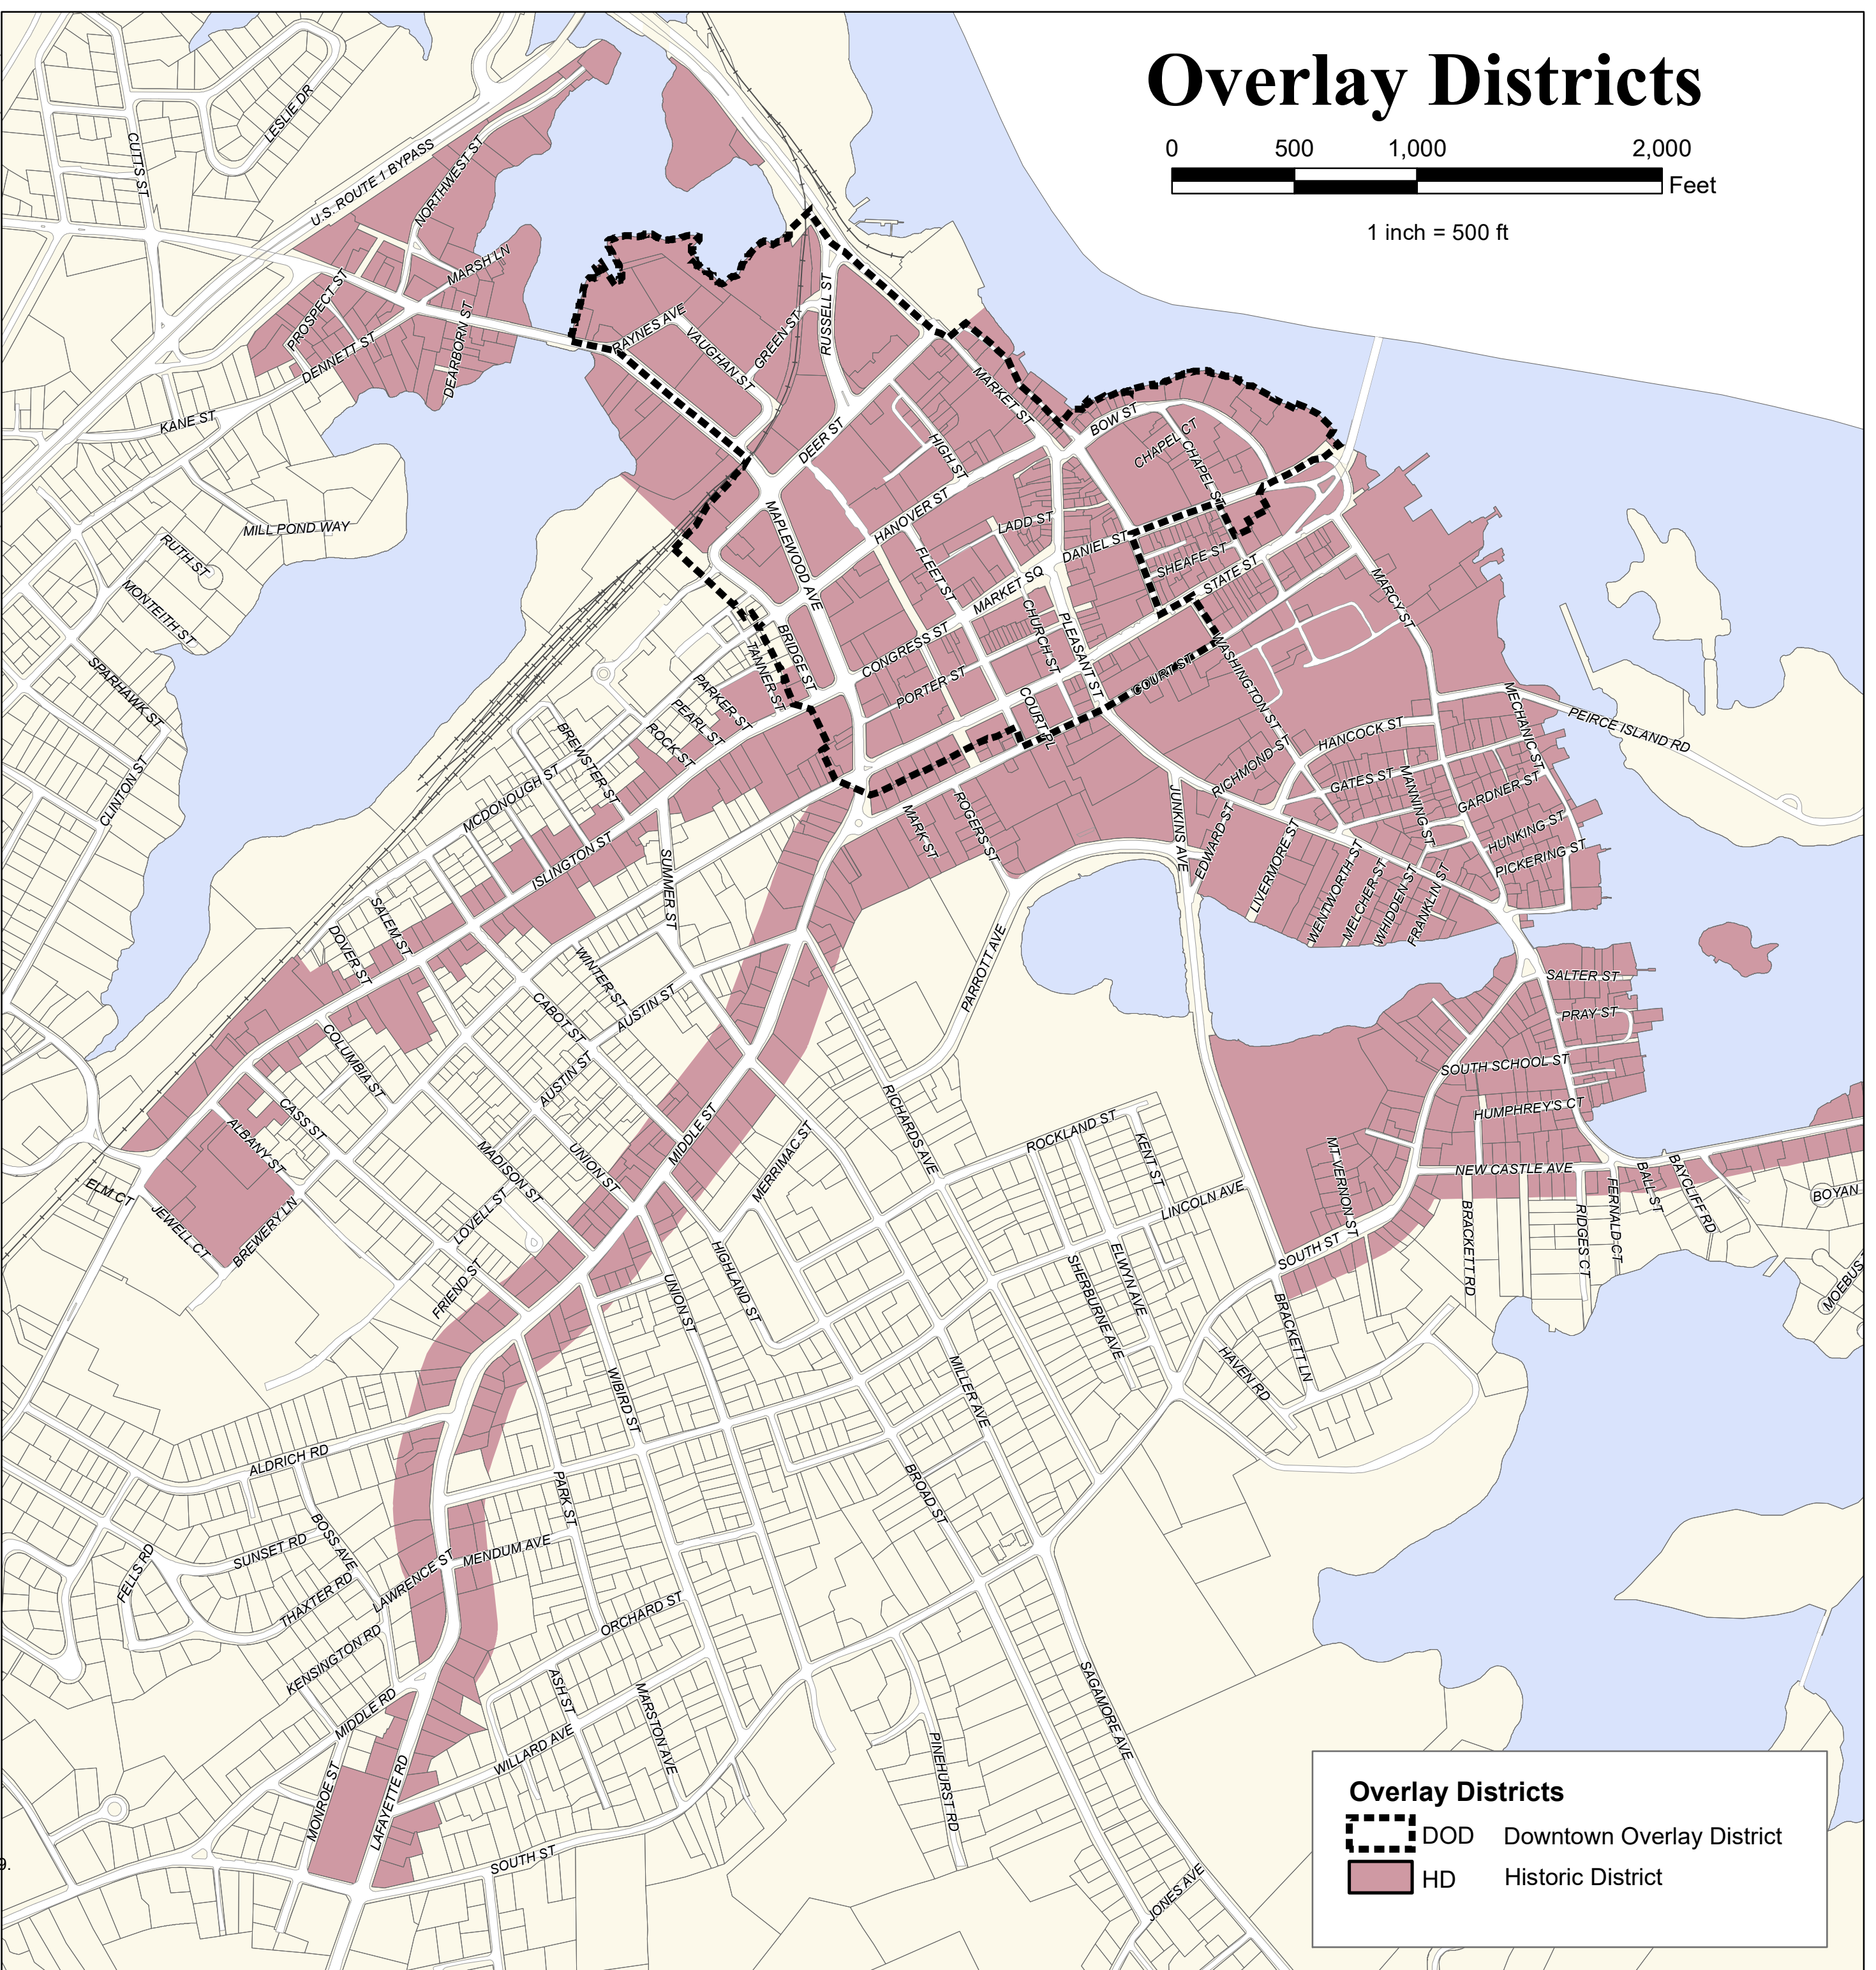 Overlay Districts
0 500 1,000 2,000
Feet
1 inch = 500 ft
LESLIE DR
CUTTS ST
U.S. ROUTE 1 BYPASS
NORTHWEST ST
MARSH LN
PROSPECT ST
DENNETT ST
DEARBORN ST
KANE ST
RAYNES AVE
VAUGHAN ST
GREEN ST
RUSSELL ST
DEER ST
MARKET ST
BOW ST
CHAPEL CT
CHAPEL ST
HIGH ST
HANOVER ST
MAPLEWOOD AVE
LADD ST
DANIEL ST
SHEAFE ST
STATE ST
FLEET ST
MARKET SQ
CHURCH ST
PLEASANT ST
MARCY ST
MILL POND WAY
RUTH ST
MONTEITH ST
SPARHAWK ST
CLINTON ST
BRIDGE ST
TANNER ST
CONGRESS ST
PORTER ST
COURT ST
COURT PL
WASHINGTON ST
PARKER ST
PEARL ST
ROCK ST
BREWSTER ST
MCDONOUGH ST
ISLINGTON ST
SUMMER ST
MARK ST
ROGERS ST
JUNKINS AVE
EDWARD ST
RICHMOND ST
HANCOCK ST
GATES ST
MANNING ST
GARDNER ST
MECHANIC ST
PEIRCE ISLAND RD
HUNKING ST
PICKERING ST
LIVERMORE ST
WENTWORTH ST
MELCHER ST
WHIDDEN ST
FRANKLIN ST
SALEM ST
DOVER ST
WINTER ST
AUSTIN ST
CABOT ST
PARROTT AVE
SALTER ST
PRAY ST
COLUMBIA ST
AUSTIN ST
CASS ST
ALBANY ST
MADISON ST
UNION ST
MIDDLE ST
MERRIMAC ST
RICHARDS AVE
ROCKLAND ST
KENT ST
LINCOLN AVE
SOUTH SCHOOL ST
HUMPHREY'S CT
MT VERNON ST
NEW CASTLE AVE
BRACKETT RD
RIDGES CT
FERNALD CT
BALL ST
BAYCLIFF RD
BOYAN
MOEBUS
ELM CT
JEWELL CT
BREWERY LN
LOVELL ST
FRIEND ST
HIGHLAND ST
UNION ST
SHERBURNE AVE
ELWYN AVE
SOUTH ST
BRACKETT LN
HAVEN RD
WIBIRD ST
MILLER AVE
ALDRICH RD
PARK ST
BROAD ST
BOSS AVE
SUNSET RD
FELLS RD
THAXTER RD
LAWRENCE ST
MENDUM AVE
KENSINGTON RD
ORCHARD ST
MIDDLE RD
ASH ST
MARSTON AVE
WILLARD AVE
MONROE ST
LAFAYETTE RD
SOUTH ST
PINEHURST RD
SAGAMORE AVE
JONES AVE
9.
Overlay Districts
DOD Downtown Overlay District
HD Historic District